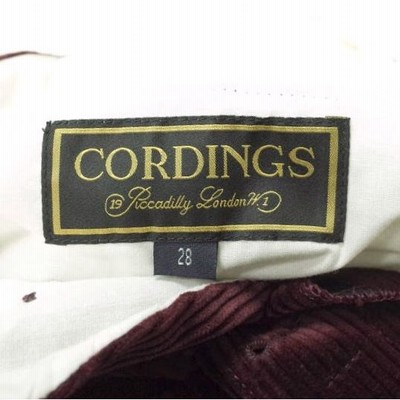 CORDINGS
19 Piccadilly London W. 1
28